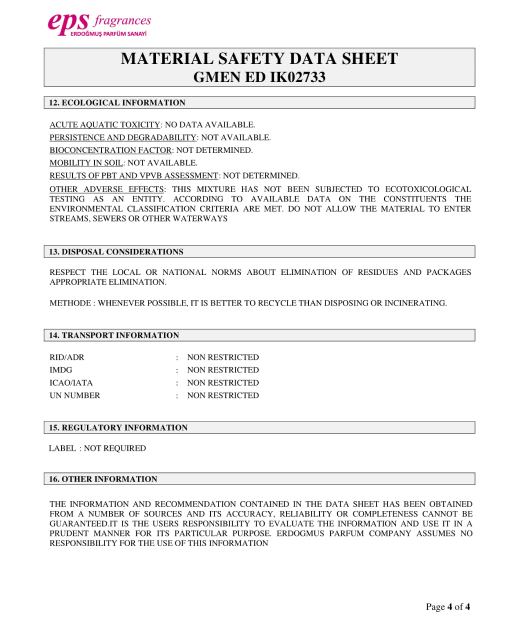 eps fragrances
ERDOĞMUŞ PARFÜM SANAYİ
MATERIAL SAFETY DATA SHEET
GMEN ED IK02733
12. ECOLOGICAL INFORMATION
ACUTE AQUATIC TOXICITY: NO DATA AVAILABLE.
PERSISTENCE AND DEGRADABILITY: NOT AVAILABLE.
BIOCONCENTRATION FACTOR: NOT DETERMINED.
MOBILITY IN SOIL: NOT AVAILABLE.
RESULTS OF PBT AND VPVB ASSESSMENT: NOT DETERMINED.
OTHER ADVERSE EFFECTS: THIS MIXTURE HAS NOT BEEN SUBJECTED TO ECOTOXICOLOGICAL
TESTING AS AN ENTITY. ACCORDING TO AVAILABLE DATA ON THE CONSTITUENTS THE
ENVIRONMENTAL CLASSIFICATION CRITERIA ARE MET. DO NOT ALLOW THE MATERIAL TO ENTER
STREAMS, SEWERS OR OTHER WATERWAYS
13. DISPOSAL CONSIDERATIONS
RESPECT THE LOCAL OR NATIONAL NORMS ABOUT ELIMINATION OF RESIDUES AND PACKAGES
APPROPRIATE ELIMINATION.
METHODE : WHENEVER POSSIBLE, IT IS BETTER TO RECYCLE THAN DISPOSING OR INCINERATING.
14. TRANSPORT INFORMATION
RID/ADR : NON RESTRICTED
IMDG : NON RESTRICTED
ICAO/IATA : NON RESTRICTED
UN NUMBER : NON RESTRICTED
15. REGULATORY INFORMATION
LABEL : NOT REQUIRED
16. OTHER INFORMATION
THE INFORMATION AND RECOMMENDATION CONTAINED IN THE DATA SHEET HAS BEEN OBTAINED
FROM A NUMBER OF SOURCES AND ITS ACCURACY, RELIABILITY OR COMPLETENESS CANNOT BE
GUARANTEED.IT IS THE USERS RESPONSIBILITY TO EVALUATE THE INFORMATION AND USE IT IN A
PRUDENT MANNER FOR ITS PARTICULAR PURPOSE. ERDOGMUS PARFUM COMPANY ASSUMES NO
RESPONSIBILITY FOR THE USE OF THIS INFORMATION
Page 4 of 4